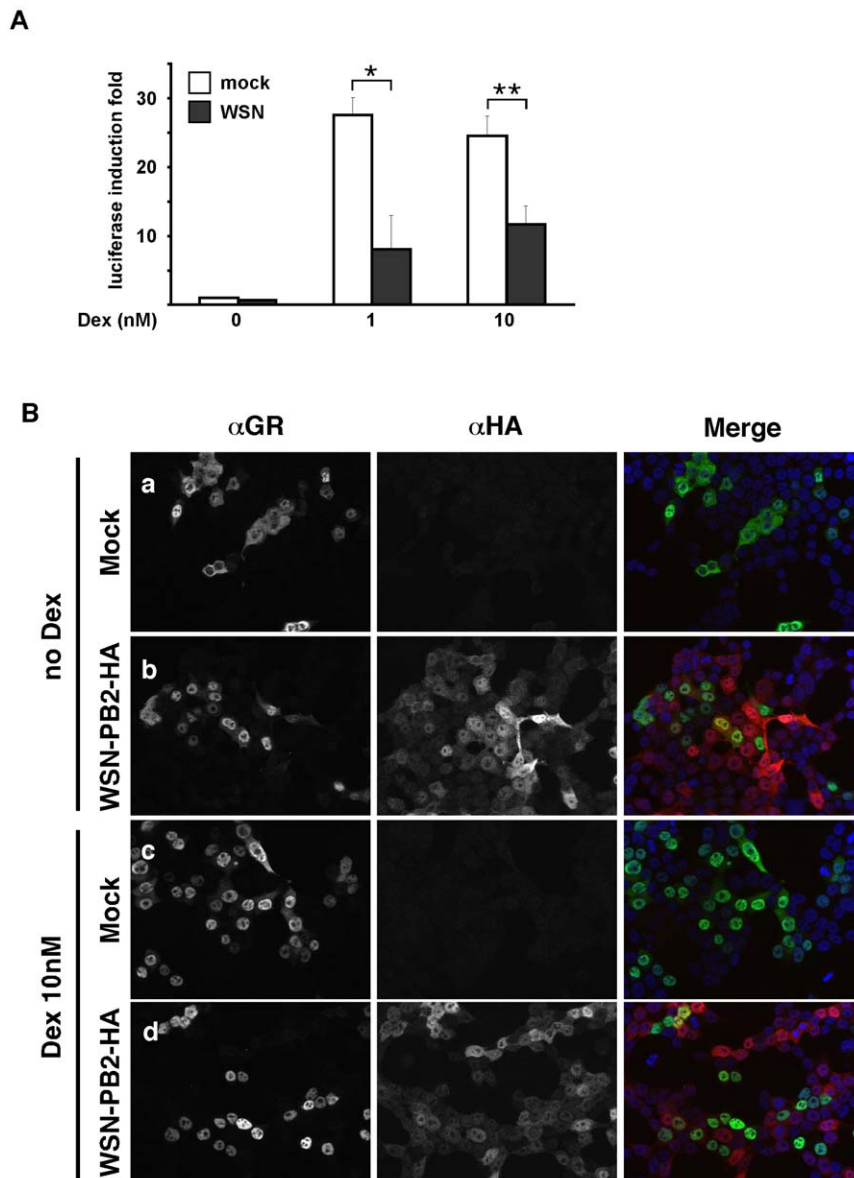 A
luciferase induction fold
30
20
10
mock
WSN
*
**
Dex (nM)
0
1
10
B
αGR
αHA
Merge
no Dex
Mock
a
WSN-PB2-HA
b
Dex 10nM
Mock
c
WSN-PB2-HA
d